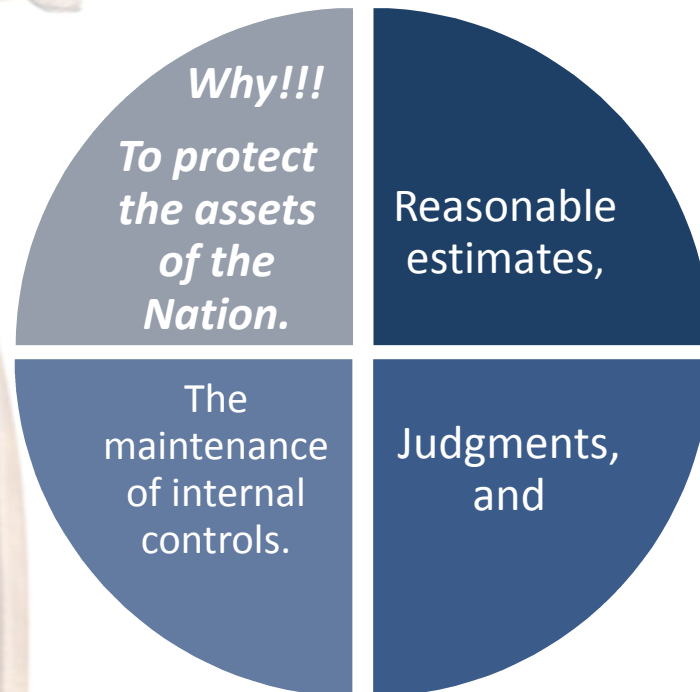 Why!!!
To protect
the assets
of the
Nation.
Reasonable
estimates,
Judgments,
and
The
maintenance
of internal
controls.